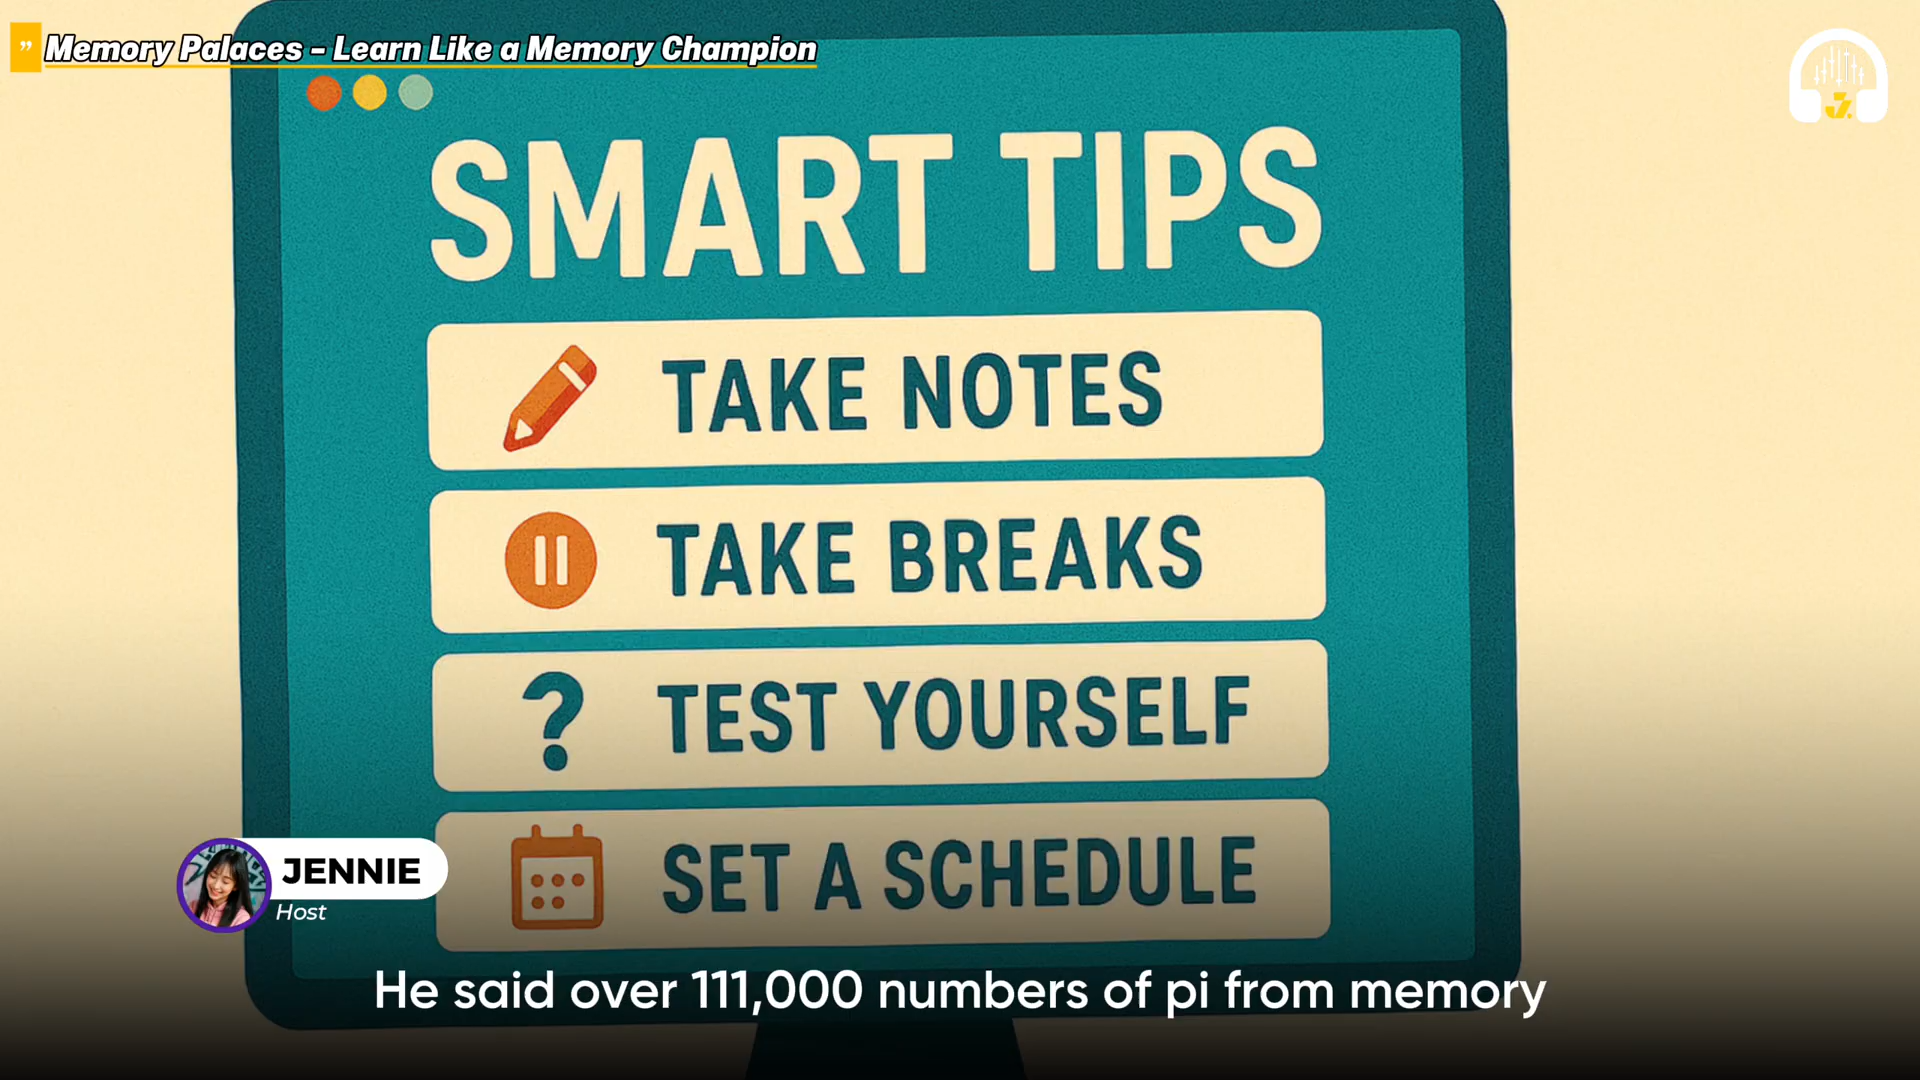 Memory Palaces - Learn Like a Memory Champion
SMART TIPS
TAKE NOTES
TAKE BREAKS
TEST YOURSELF
SET A SCHEDULE
JENNIE
Host
He said over 111,000 numbers of pi from memory